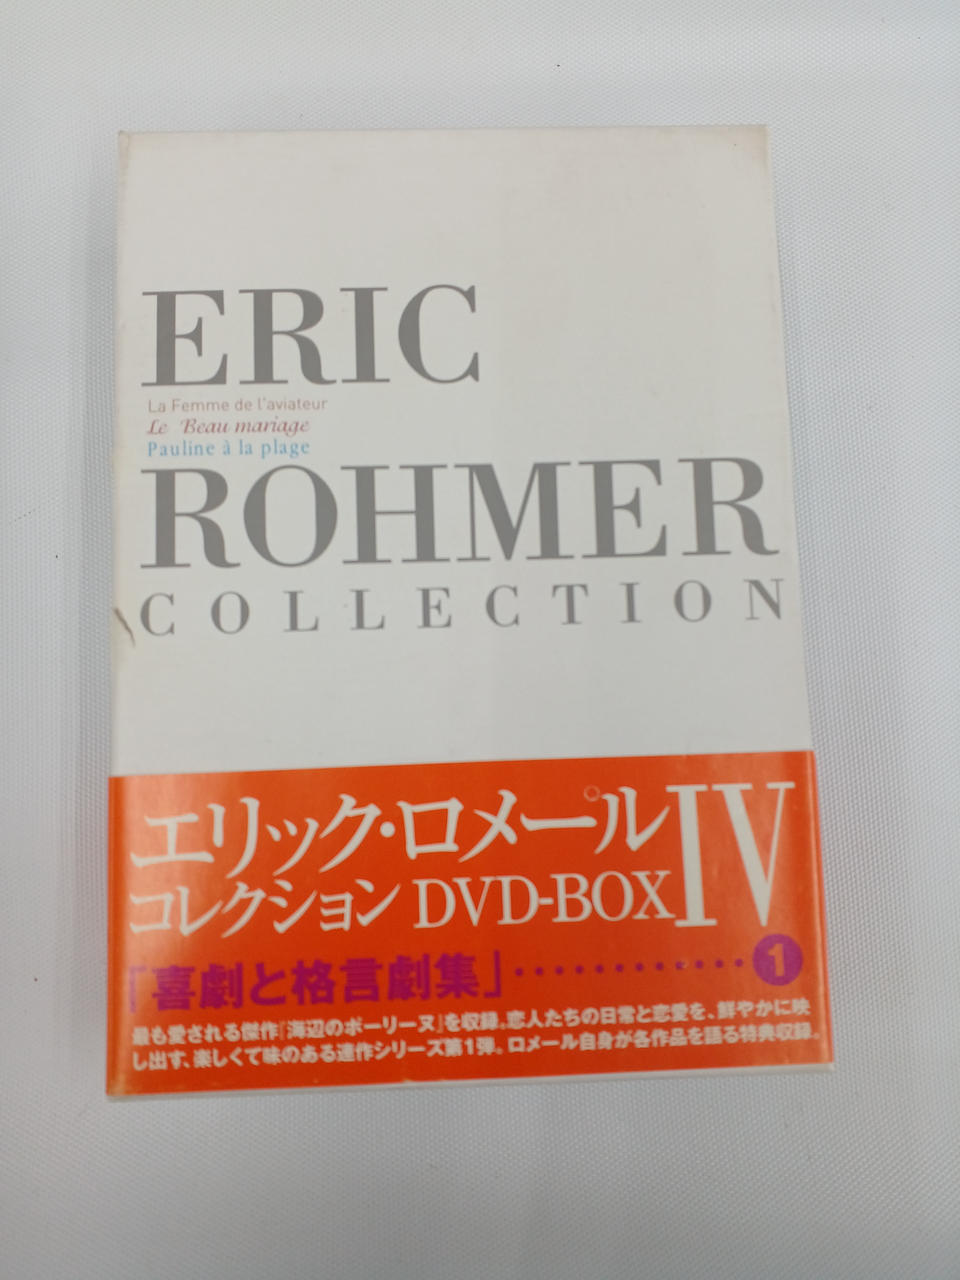 ERIC
La Femme de l'aviateur
Le Beau mariage
Pauline à la plage
ROHMER
COLLECTION
エリック・ロメール
コレクション DVD-BOX IV
「喜劇と格言劇集」・・・・・・・・・・・・❶
最も愛される傑作『海辺のポーリーヌ』を収録。恋人たちの日常と恋愛を、鮮やかに映
し出す、楽しくて味のある連作シリーズ第1弾。ロメール自身が各作品を語る特典収録。